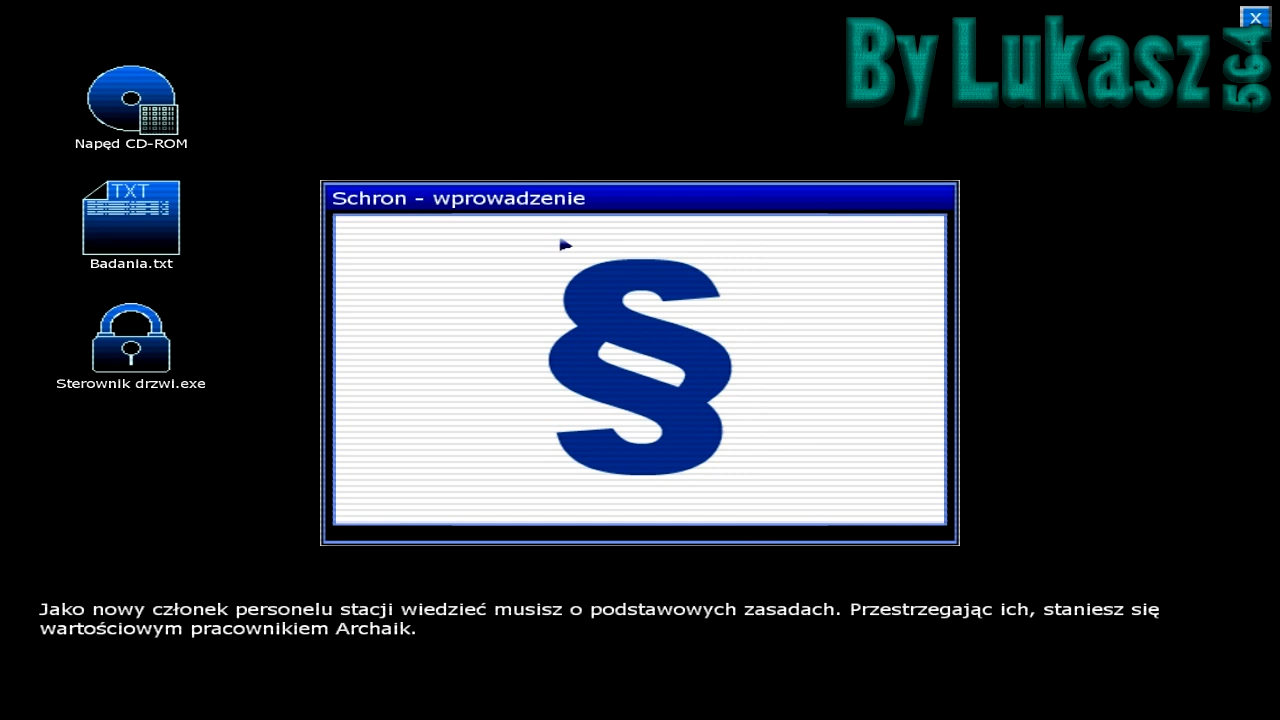 X
By Lukasz 564
Napęd CD-ROM
TXT
Badania.txt
Sterownik drzwi.exe
Schron - wprowadzenie
§
Jako nowy członek personelu stacji wiedzieć musisz o podstawowych zasadach. Przestrzegając ich, staniesz się
wartościowym pracownikiem Archaik.